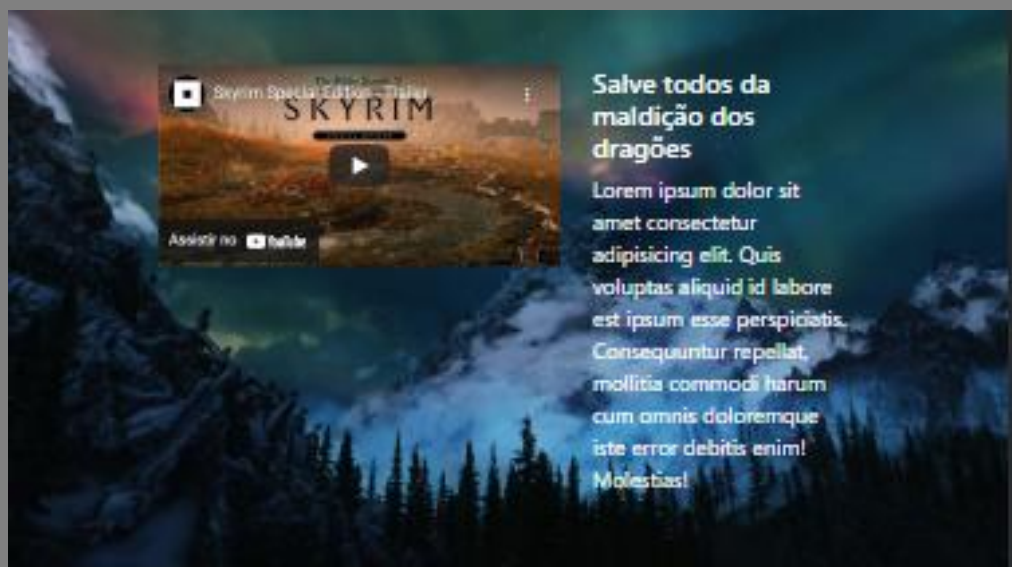 Skyrim Special Edition - Trailer
The Elder Scrolls V
SKYRIM
Assistir no YouTube
Salve todos da
maldição dos
dragões
Lorem ipsum dolor sit
amet consectetur
adipisicing elit. Quis
voluptas aliquid id labore
est ipsum esse perspiciatis.
Consequuntur repellat,
mollitia commodi harum
cum omnis doloremque
iste error debitis enim!
Molestias!